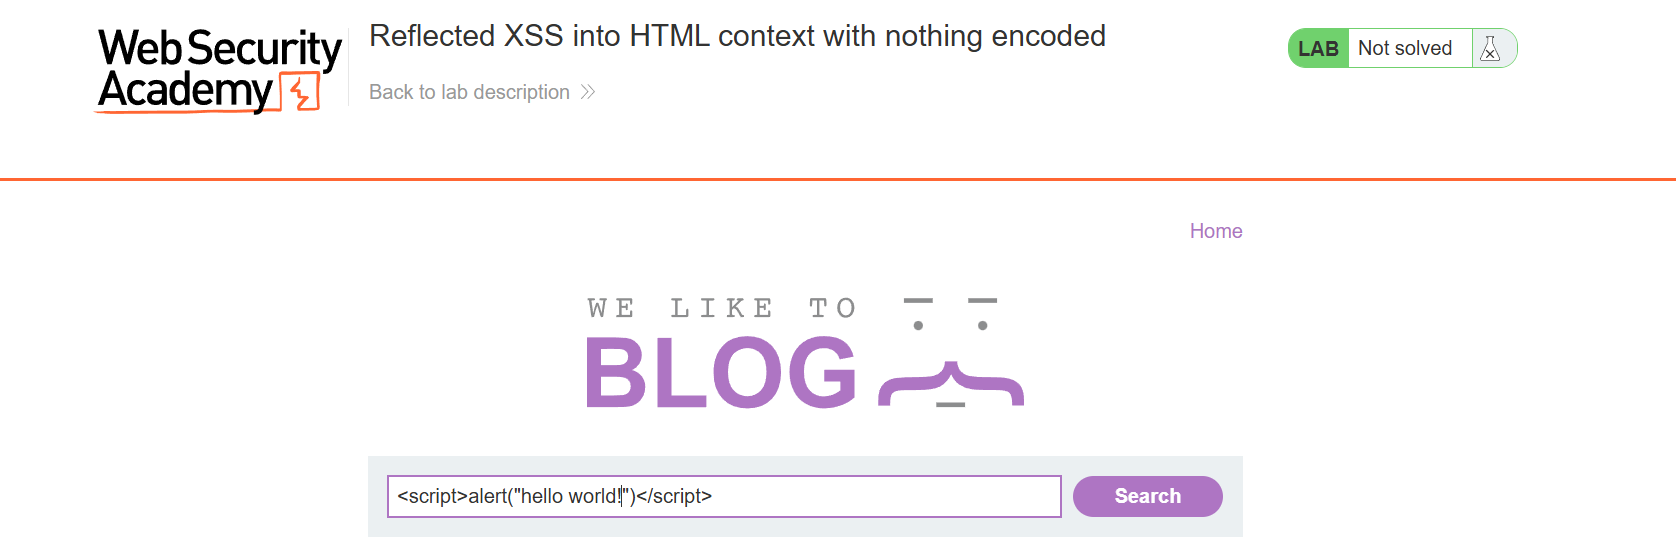 Web Security
Academy
Reflected XSS into HTML context with nothing encoded
Back to lab description
LAB Not solved
Home
WE LIKE TO
BLOG
<script>alert("hello world!")</script>
Search